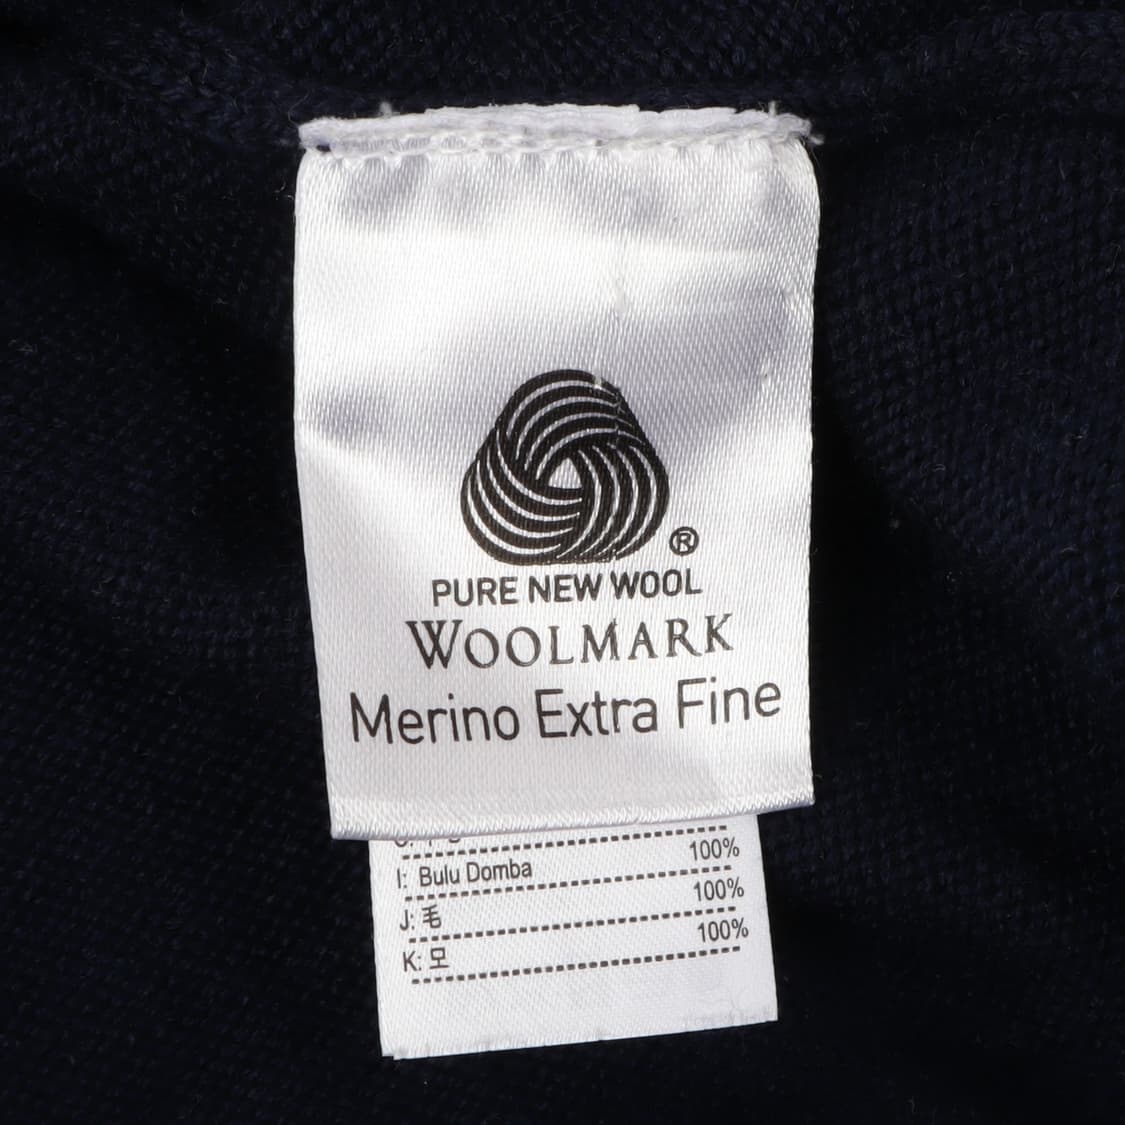 ®
PURE NEW WOOL
WOOLMARK
Merino Extra Fine
I: Bulu Domba 100%
J: 毛 100%
K: 모 100%